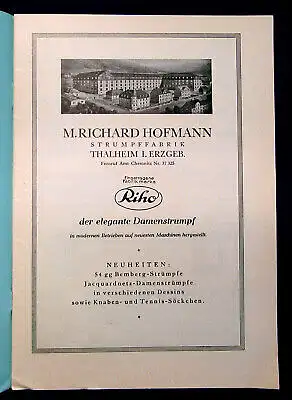 M. RICHARD HOFMANN
STRUMPFFABRIK
THALHEIM I. ERZGEB.
Fernruf Amt Chemnitz Nr. 37 325
Eingetragene
Fabrikmarke
Riho
der elegante Damenstrumpf
in modernen Betrieben auf neuesten Maschinen hergestellt.
NEUHEITEN:
54 gg Bemberg-Strümpfe
Jacquardnetz-Damenstrümpfe
in verschiedenen Dessins
sowie Knaben- und Tennis-Söckchen.